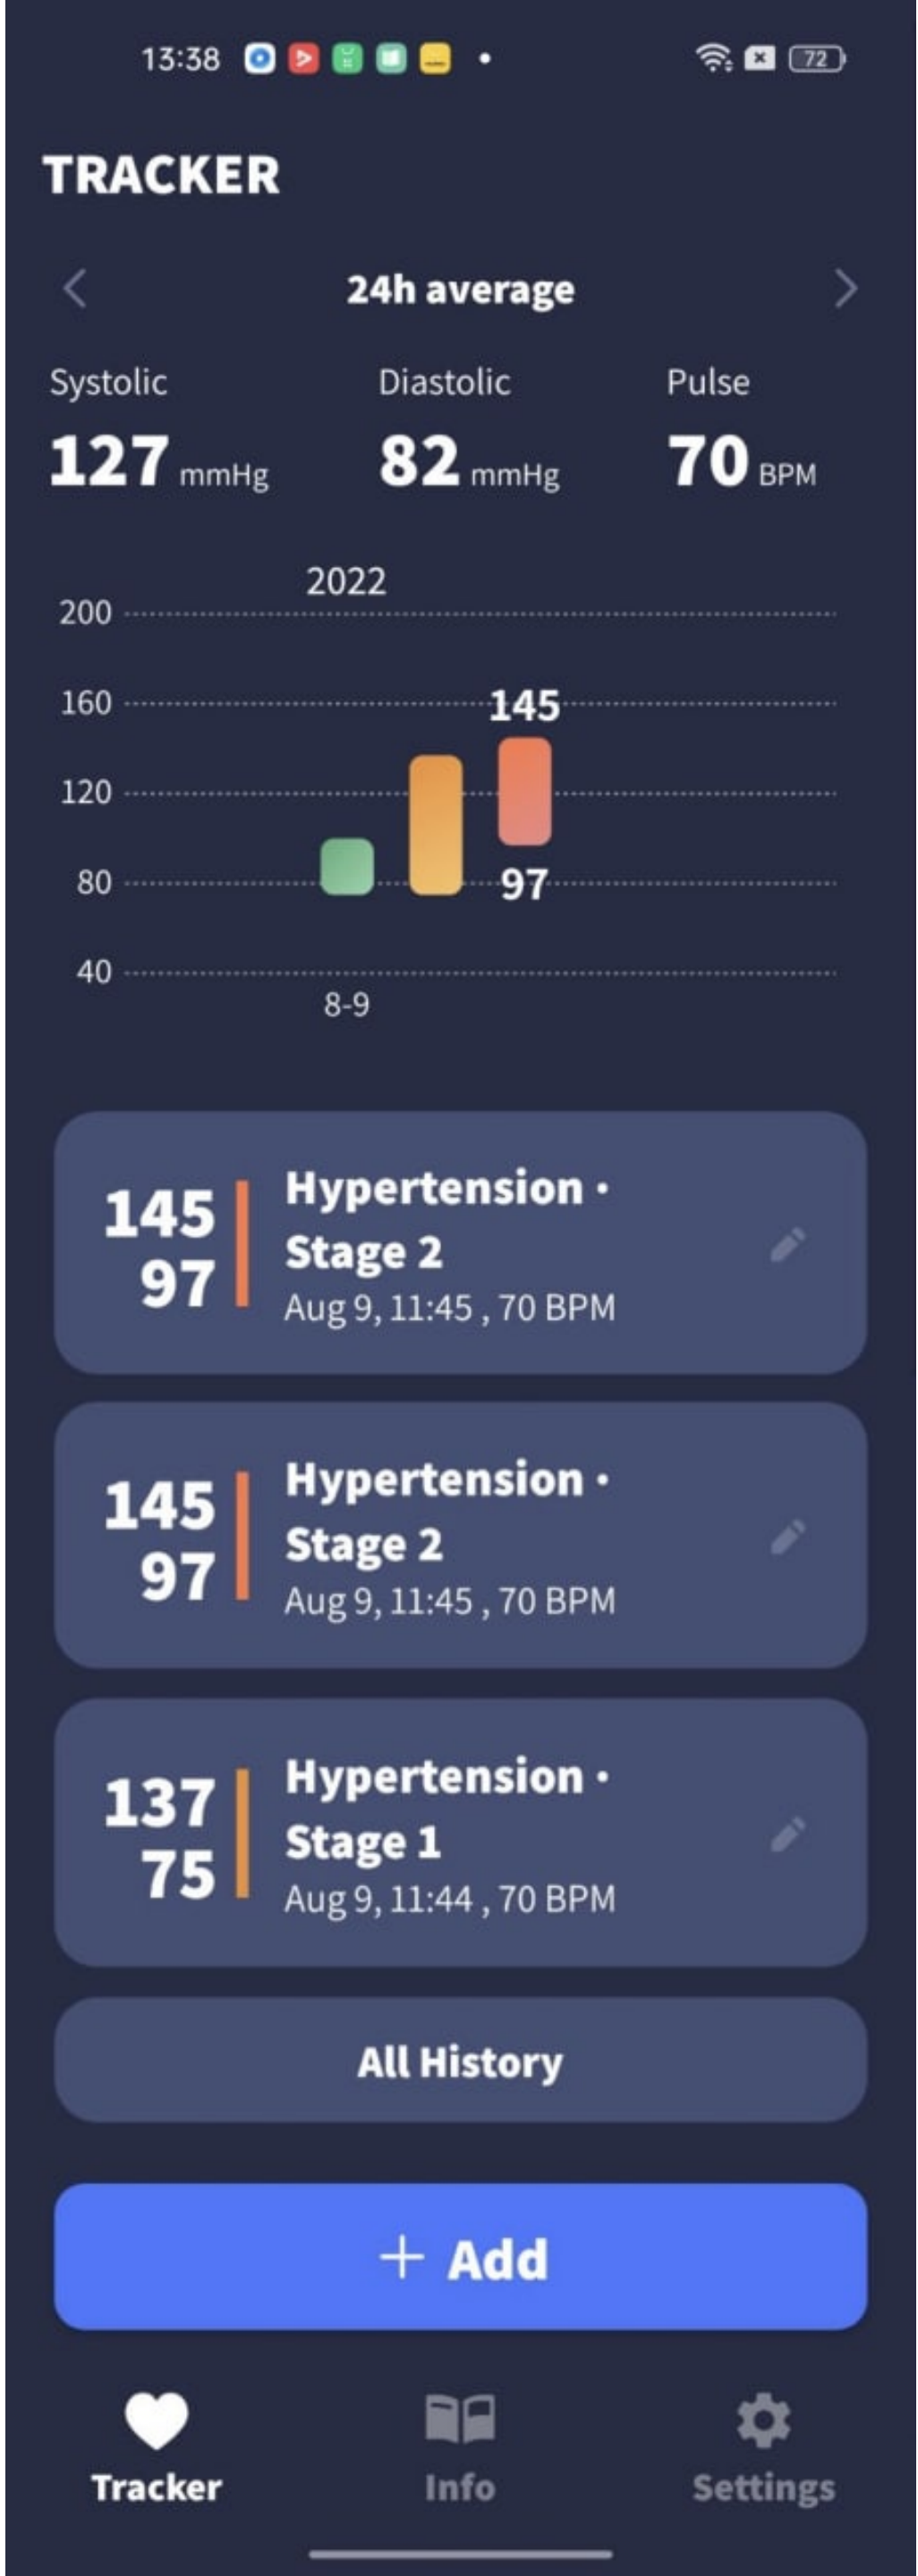 13:38
72
TRACKER
24h average
Systolic Diastolic Pulse
127 mmHg 82 mmHg 70 BPM
2022
200
160
145
120
80
97
40
8-9
145
97
Hypertension ·
Stage 2
Aug 9, 11:45 , 70 BPM
145
97
Hypertension ·
Stage 2
Aug 9, 11:45 , 70 BPM
137
75
Hypertension ·
Stage 1
Aug 9, 11:44 , 70 BPM
All History
+ Add
Tracker Info Settings